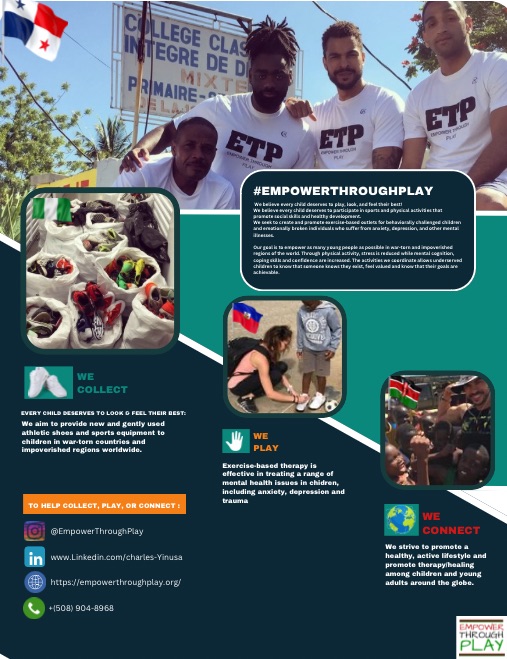 COLLEGE CLAS
INTEGRE DE D
MIXTE
PRIMAIRE-
ETP
EMPOWER THROUGH
PLAY
ETP
EMPOWER THROUGH
PLAY
ETP
EMPOWER THROUGH
PLAY
#EMPOWERTHROUGHPLAY
We believe every child deserves to play, look, and feel their best!
We believe every child deserves to participate in sports and physical activities that
promote social skills and healthy development.
We seek to create and promote exercise-based outlets for behaviorally challenged children
and emotionally broken individuals who suffer from anxiety, depression, and other mental
illnesses.
Our goal is to empower as many young people as possible in war-torn and impoverished
regions of the world. Through physical activity, stress is reduced while mental cognition,
coping skills and confidence are increased. The activities we coordinate allows underserved
children to know that someone knows they exist, feel valued and know that their goals are
achievable.
WE
COLLECT
EVERY CHILD DESERVES TO LOOK & FEEL THEIR BEST:
We aim to provide new and gently used
athletic shoes and sports equipment to
children in war-torn countries and
impoverished regions worldwide.
WE
PLAY
Exercise-based therapy is
effective in treating a range of
mental health issues in chidren,
including anxiety, depression and
trauma
WE
CONNECT
We strive to promote a
healthy, active lifestyle and
promote therapy/healing
among children and young
adults around the globe.
TO HELP COLLECT, PLAY, OR CONNECT :
@EmpowerThroughPlay
www.Linkedin.com/charles-Yinusa
https://empowerthroughplay.org/
+(508) 904-8968
EMPOWER
THROUGH
PLAY